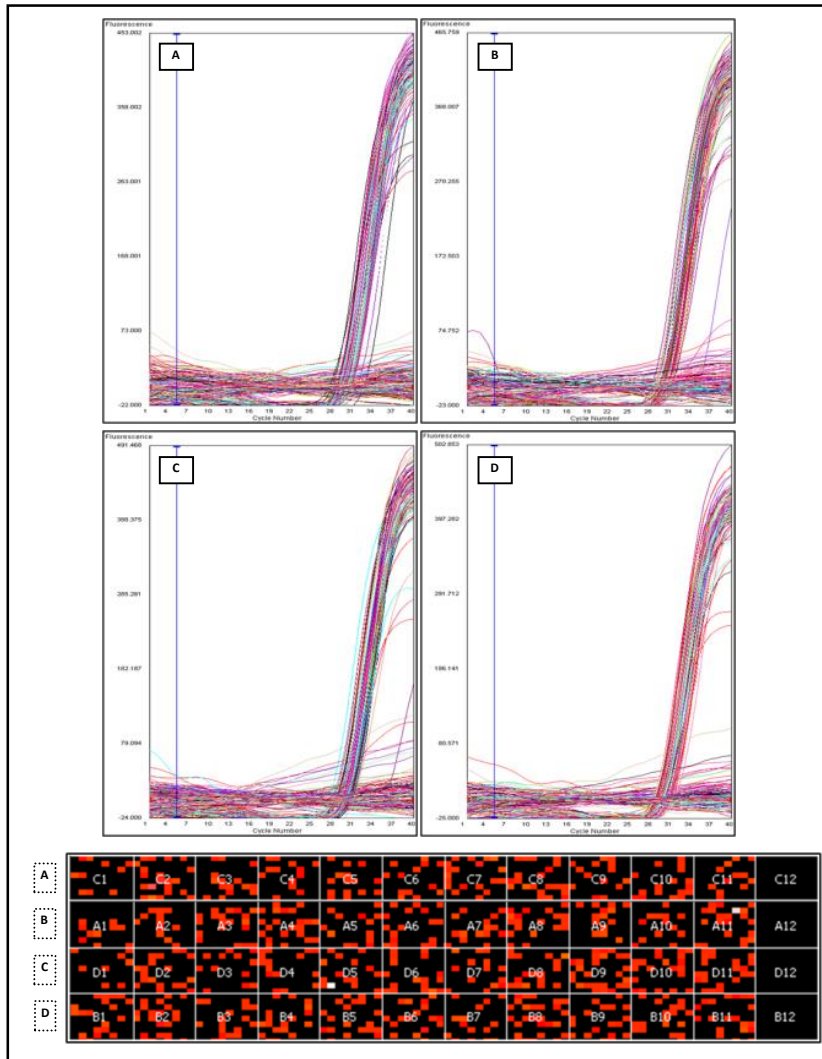 Fluorescence
453.002
A
358.002
263.001
168.001
73.000
-22.000
1 4 7 10 13 16 19 22 25 28 31 34 37 40
Cycle Number
Fluorescence
465.759
B
368.007
270.255
172.503
74.752
-23.000
1 4 7 10 13 16 19 22 25 28 31 34 37 40
Cycle Number
Fluorescence
491.468
C
388.375
285.281
182.187
79.094
-24.000
1 4 7 10 13 16 19 22 25 28 31 34 37 40
Cycle Number
Fluorescence
502.853
D
397.282
291.712
186.141
80.571
-25.000
1 4 7 10 13 16 19 22 25 28 31 34 37 40
Cycle Number
A C1 C2 C3 C4 C5 C6 C7 C8 C9 C10 C11 C12
B A1 A2 A3 A4 A5 A6 A7 A8 A9 A10 A11 A12
C D1 D2 D3 D4 D5 D6 D7 D8 D9 D10 D11 D12
D B1 B2 B3 B4 B5 B6 B7 B8 B9 B10 B11 B12